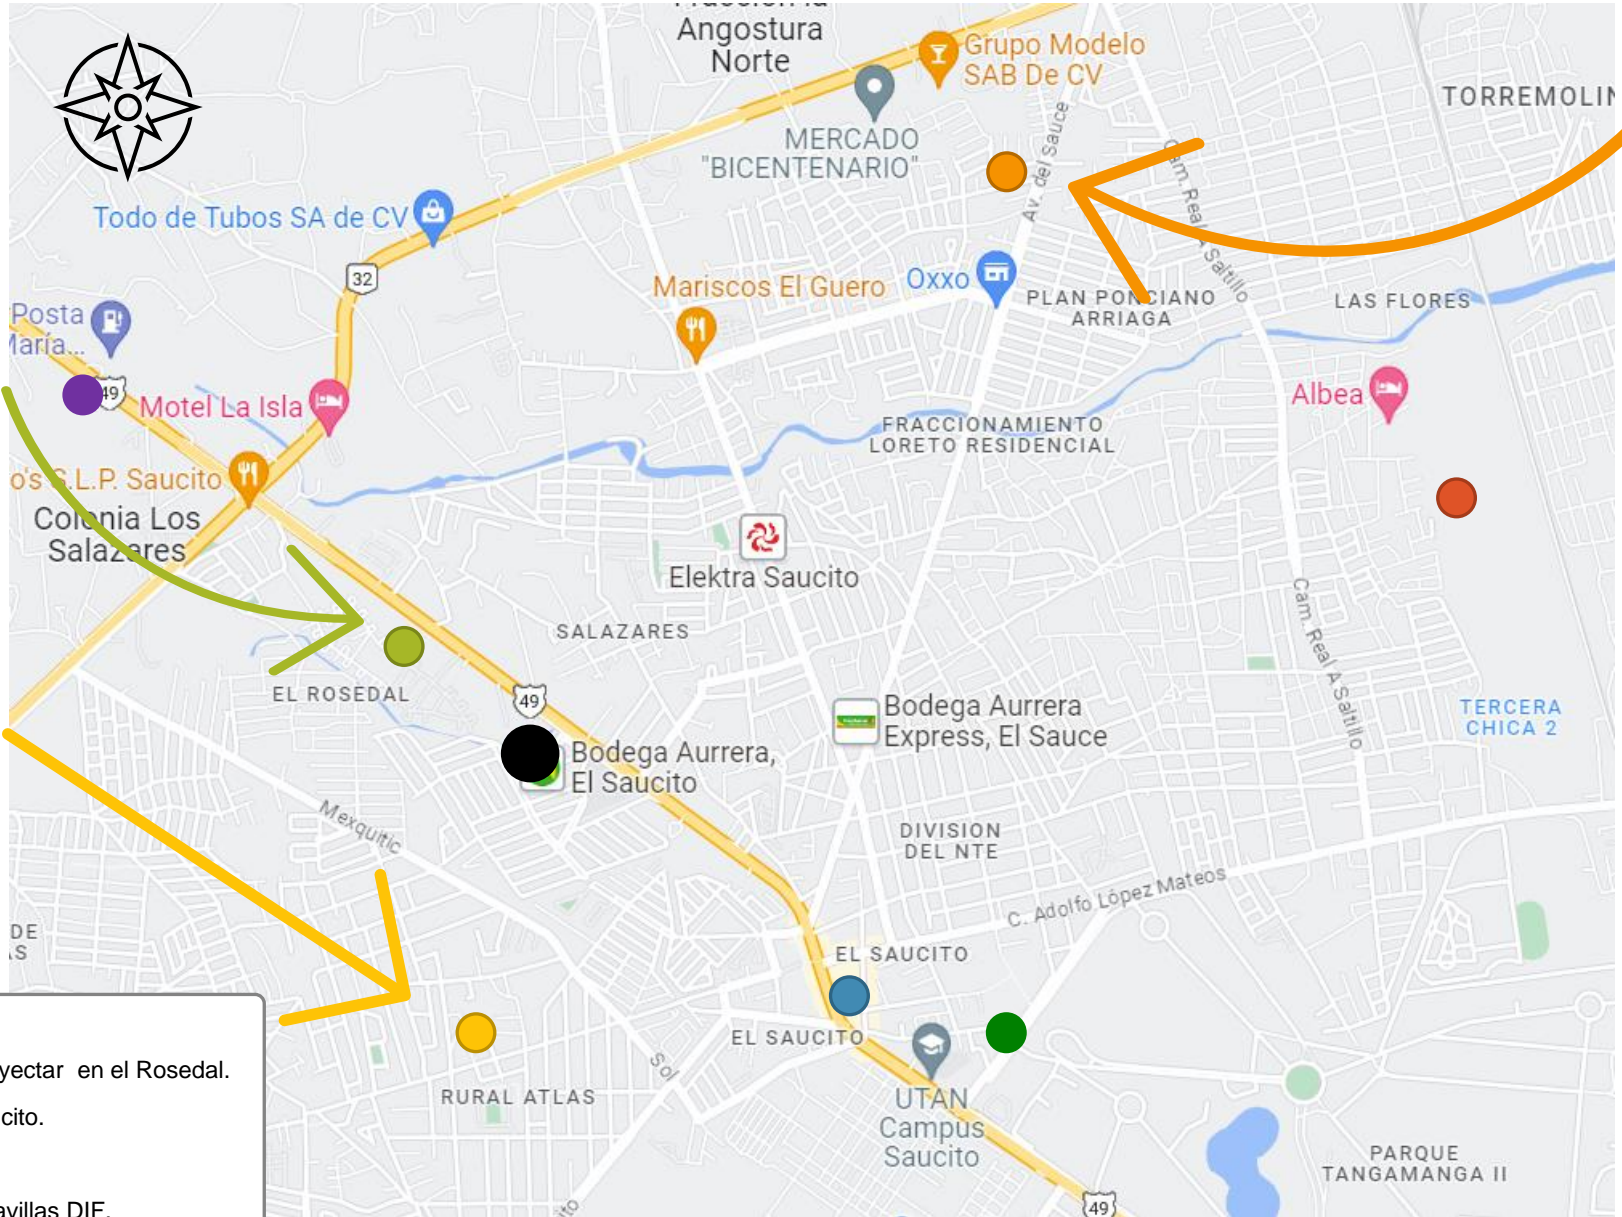 Angostura
Norte
Grupo Modelo
SAB De CV
MERCADO
"BICENTENARIO"
TORREMOLIN
Av. del Sauce
Cam. Real A Saltillo
Todo de Tubos SA de CV
32
Mariscos El Guero
Oxxo
PLAN PONCIANO
ARRIAGA
LAS FLORES
Posta
María...
49
Motel La Isla
Albea
FRACCIONAMIENTO
LORETO RESIDENCIAL
o's S.L.P. Saucito
Colonia Los
Salazares
Elektra Saucito
SALAZARES
Cam. Real A Saltillo
EL ROSEDAL
49
Bodega Aurrera
Express, El Sauce
TERCERA
CHICA 2
Bodega Aurrera,
El Saucito
Mexquitic
DIVISION
DEL NTE
C. Adolfo López Mateos
DE
AS
EL SAUCITO
EL SAUCITO
Sol
RURAL ATLAS
UTAN
Campus
Saucito
PARQUE
TANGAMANGA II
49
yectar en el Rosedal.
cito.
avillas DIF.